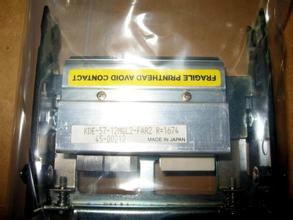 FRAGILE PRINTHEAD AVOID CONTACT
KDE-57-12MGL2-FAR2 R=1674
45-00212
MADE IN JAPAN